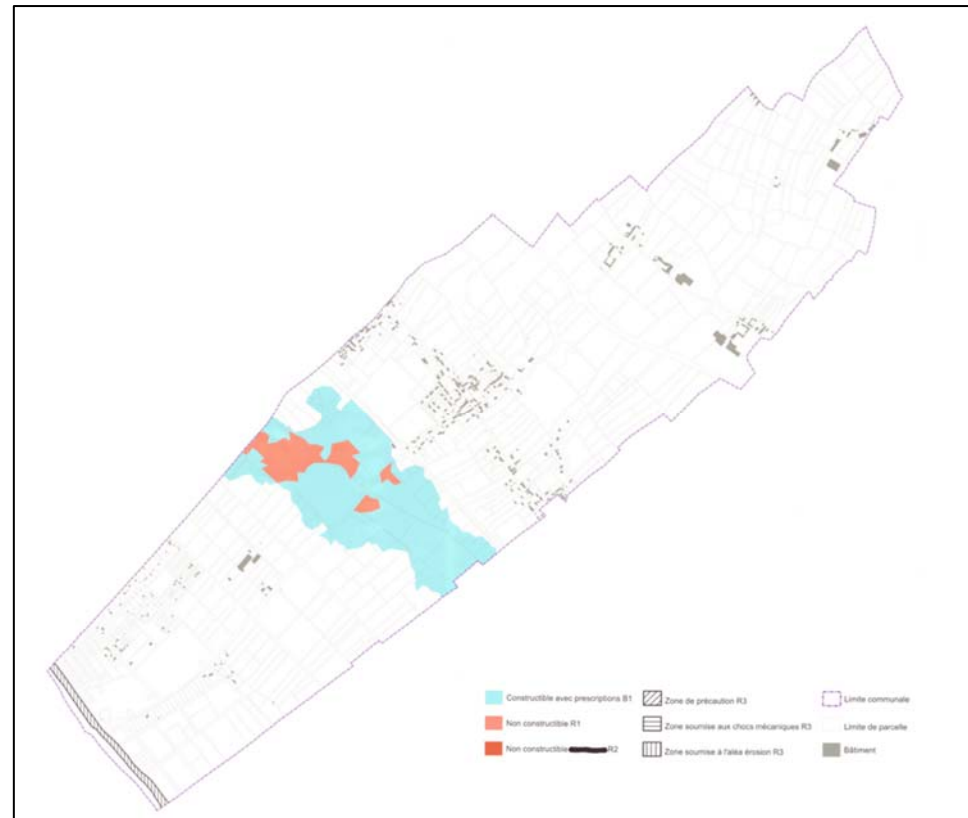 Constructible avec prescriptions B1
Non constructible R1
Non constructible R2
Zone de précaution R3
Zone soumise aux chocs mécaniques R3
Zone soumise à l'aléa érosion R3
Limite communale
Limite de parcelle
Bâtiment